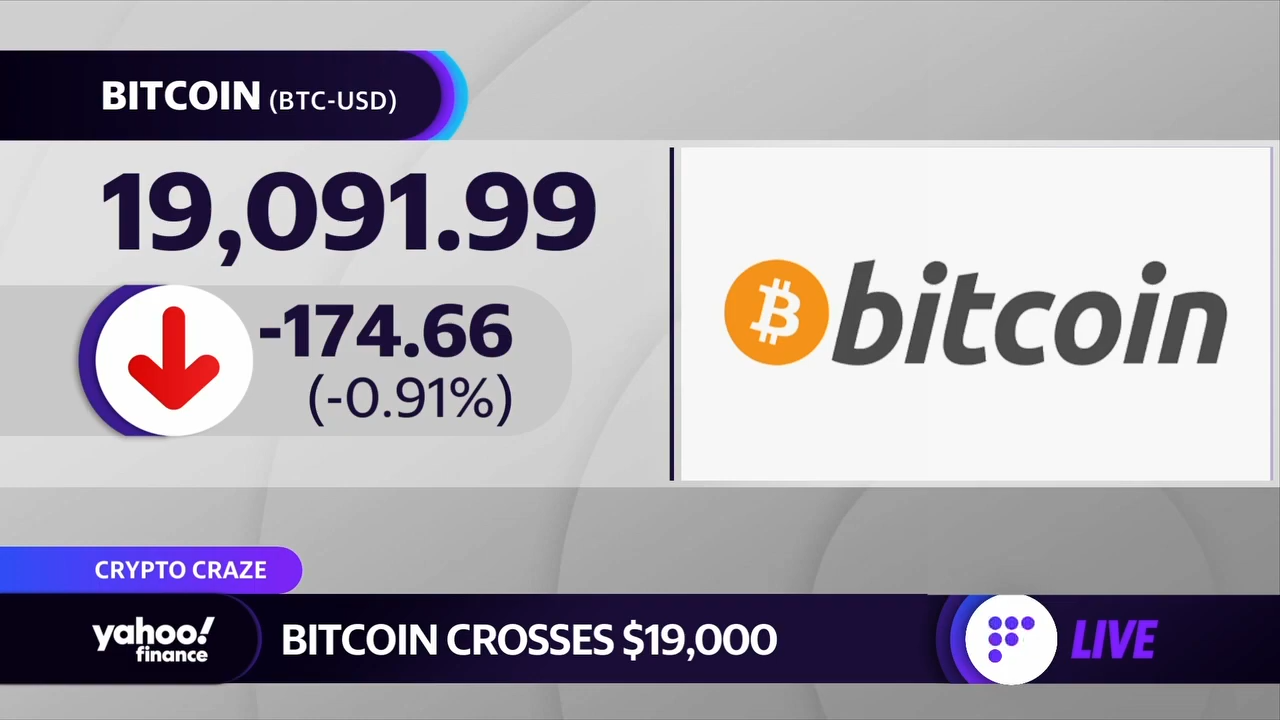 BITCOIN (BTC-USD)
19,091.99
-174.66
(-0.91%)
bitcoin
CRYPTO CRAZE
yahoo!
finance
BITCOIN CROSSES $19,000
LIVE